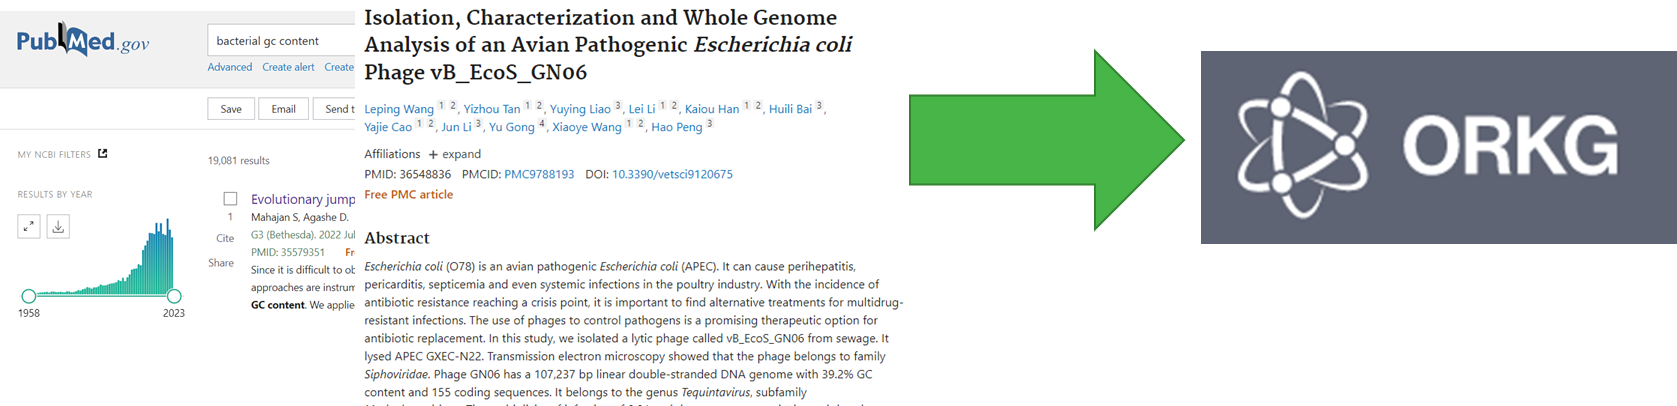 PubMed.gov
bacterial gc content
Advanced Create alert Create
Save Email Send t
MY NCBI FILTERS
19,081 results
RESULTS BY YEAR
1958 2023
1
Cite
Share
Evolutionary jump
Mahajan S, Agashe D.
G3 (Bethesda). 2022 Jul
PMID: 35579351 Fr
Since it is difficult to ob
approaches are instrum
GC content. We applie
Isolation, Characterization and Whole Genome
Analysis of an Avian Pathogenic Escherichia coli
Phage vB_EcoS_GN06
Leping Wang 1 2, Yizhou Tan 1 2, Yuying Liao 3, Lei Li 1 2, Kaiou Han 1 2, Huili Bai 3,
Yajie Cao 1 2, Jun Li 3, Yu Gong 4, Xiaoye Wang 1 2, Hao Peng 3
Affiliations + expand
PMID: 36548836 PMCID: PMC9788193 DOI: 10.3390/vetsci9120675
Free PMC article
Abstract
Escherichia coli (O78) is an avian pathogenic Escherichia coli (APEC). It can cause perihepatitis,
pericarditis, septicemia and even systemic infections in the poultry industry. With the incidence of
antibiotic resistance reaching a crisis point, it is important to find alternative treatments for multidrug-
resistant infections. The use of phages to control pathogens is a promising therapeutic option for
antibiotic replacement. In this study, we isolated a lytic phage called vB_EcoS_GN06 from sewage. It
lysed APEC GXEC-N22. Transmission electron microscopy showed that the phage belongs to family
Siphoviridae. Phage GN06 has a 107,237 bp linear double-stranded DNA genome with 39.2% GC
content and 155 coding sequences. It belongs to the genus Tequintavirus, subfamily
ORKG